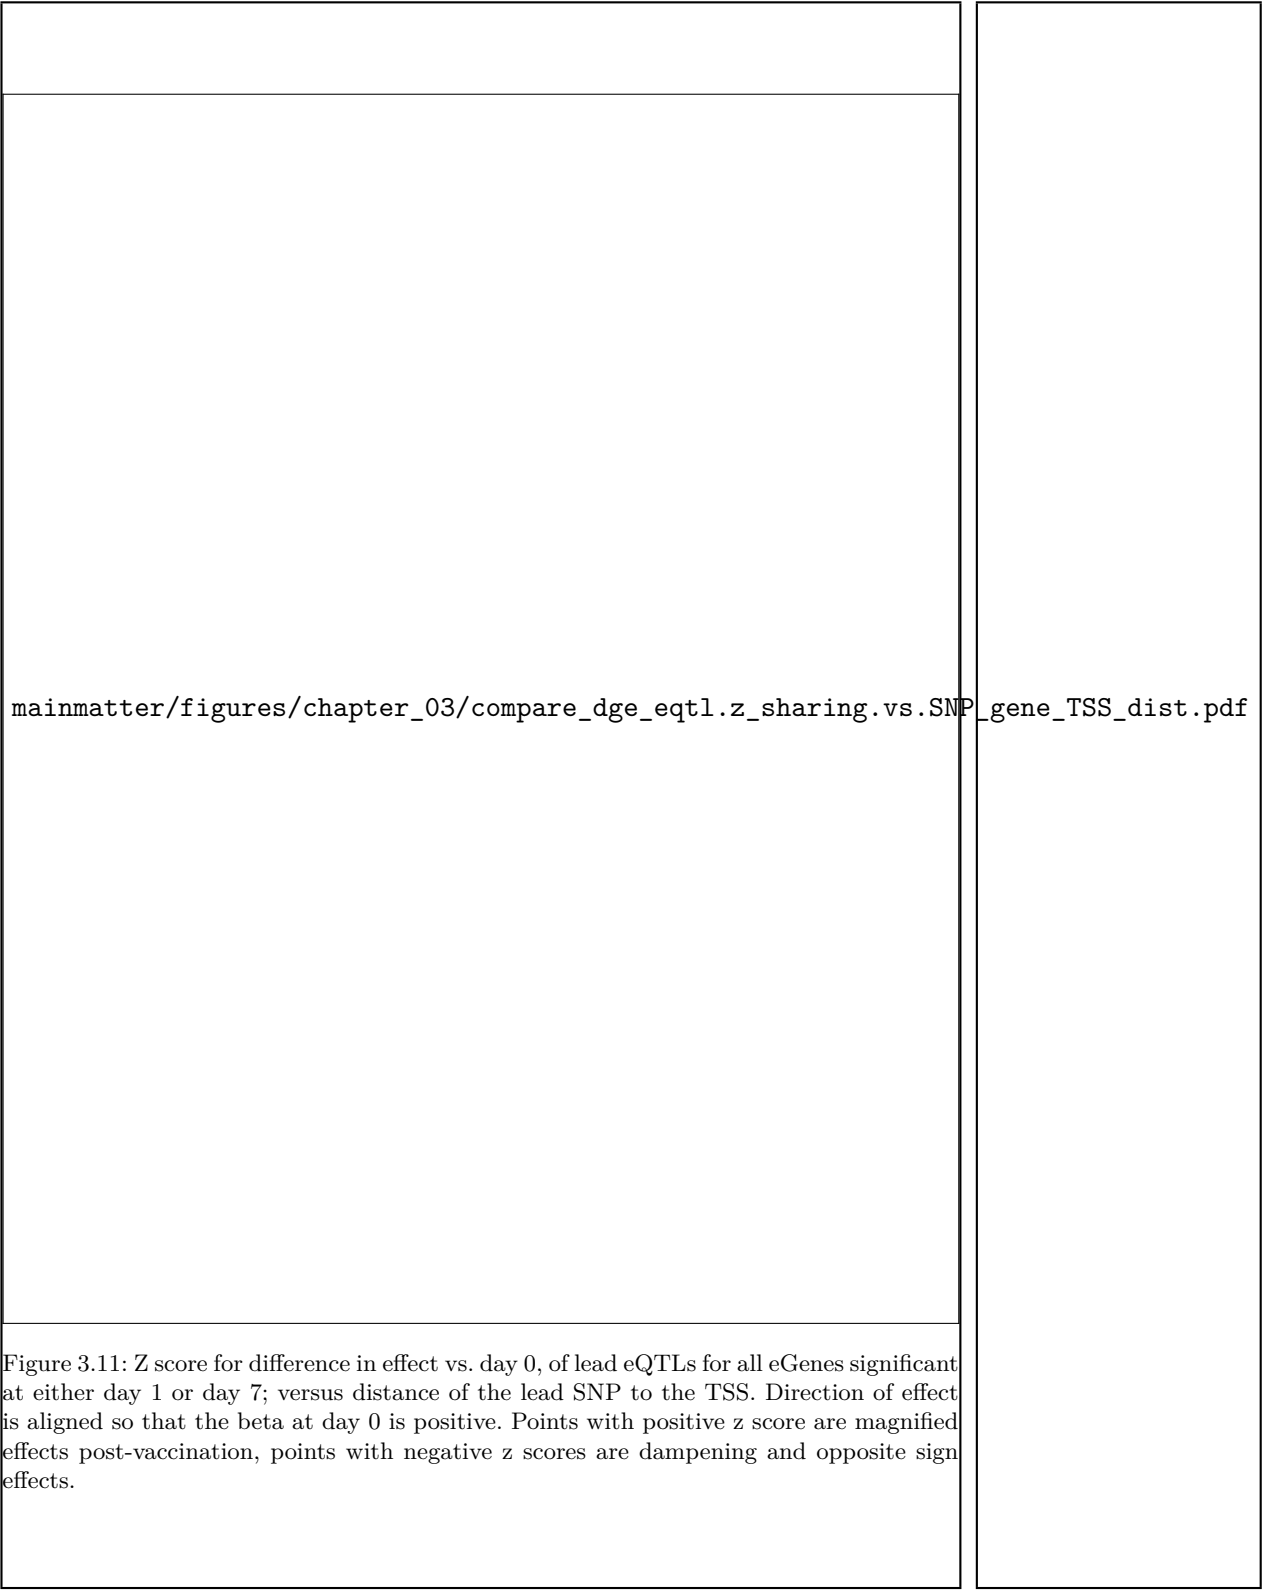 mainmatter/figures/chapter_03/compare_dge_eqtl.z_sharing.vs.SNP_gene_TSS_dist.pdf
Figure 3.11: Z score for difference in effect vs. day 0, of lead eQTLs for all eGenes significant
at either day 1 or day 7; versus distance of the lead SNP to the TSS. Direction of effect
is aligned so that the beta at day 0 is positive. Points with positive z score are magnified
effects post-vaccination, points with negative z scores are dampening and opposite sign
effects.